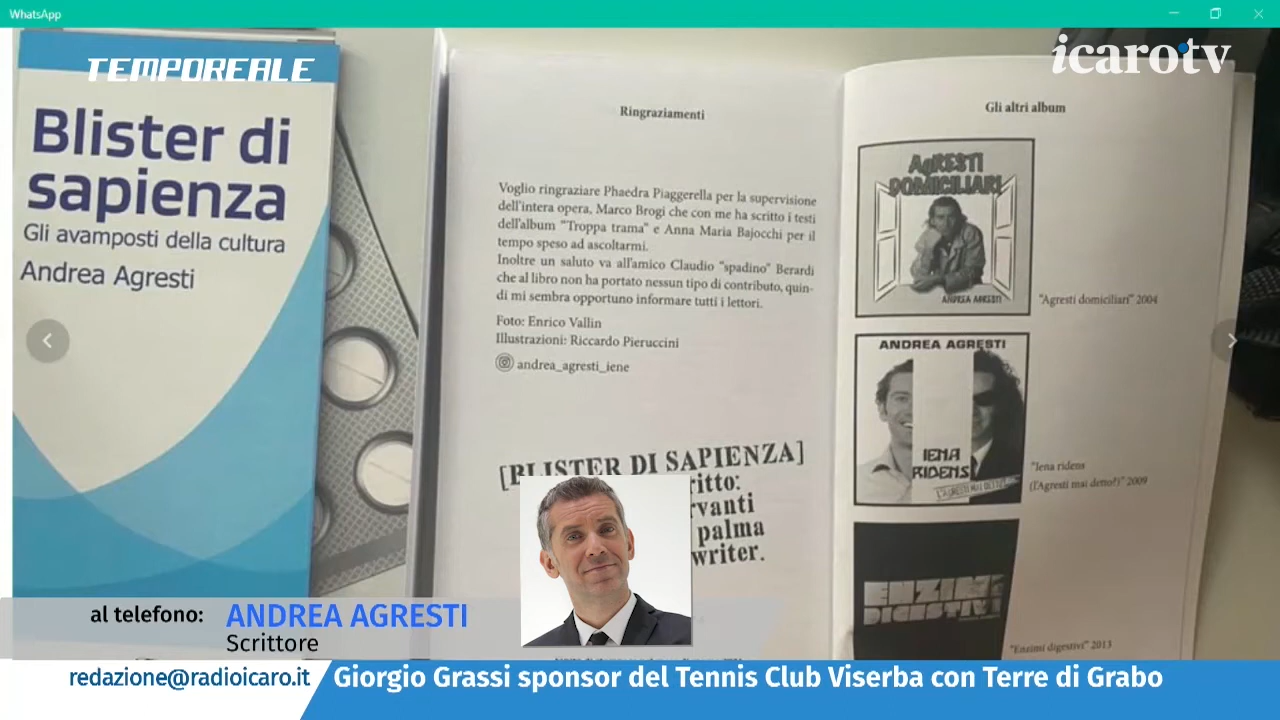 WhatsApp
TEMPOREALE
icarotv
Blister di
sapienza
Gli avamposti della cultura
Andrea Agresti
Ringraziamenti
Voglio ringraziare Phaedra Piaggerella per la supervisione
dell'intera opera, Marco Brogi che con me ha scritto i testi
dell'album "Troppa trama" e Anna Maria Bajocchi per il
tempo speso ad ascoltarmi.
Inoltre un saluto va all'amico Claudio "spadino" Berardi
che al libro non ha portato nessun tipo di contributo, quin-
di mi sembra opportuno informare tutti i lettori.
Foto: Enrico Vallin
Illustrazioni: Riccardo Pieruccini
andrea_agresti_iene
[BLISTER DI SAPIENZA]
ritto:
rvanti
palma
writer.
Gli altri album
AGRESTI
DOMICILIARI
ANDREA AGRESTI
"Agresti domiciliari" 2004
ANDREA AGRESTI
IENA
RIDENS
"Iena ridens
(l'Agresti mai detto!)" 2009
ENZIMI
DIGESTIVI
"Enzimi digestivi" 2013
al telefono: ANDREA AGRESTI
Scrittore
redazione@radioicaro.it
Giorgio Grassi sponsor del Tennis Club Viserba con Terre di Grabo